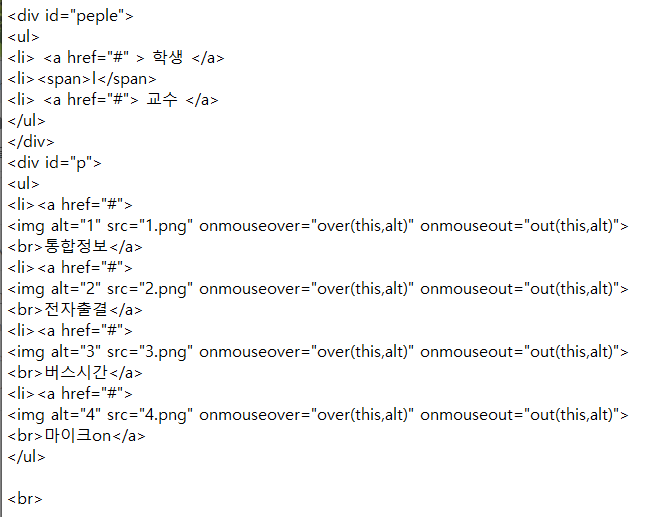 <div id="peple">
<ul>
<li> <a href="#" > 학생 </a>
<li><span>l</span>
<li> <a href="#"> 교수 </a>
</ul>
</div>
<div id="p">
<ul>
<li><a href="#">
<img alt="1" src="1.png" onmouseover="over(this,alt)" onmouseout="out(this,alt)">
<br>통합정보</a>
<li><a href="#">
<img alt="2" src="2.png" onmouseover="over(this,alt)" onmouseout="out(this,alt)">
<br>전자출결</a>
<li><a href="#">
<img alt="3" src="3.png" onmouseover="over(this,alt)" onmouseout="out(this,alt)">
<br>버스시간</a>
<li><a href="#">
<img alt="4" src="4.png" onmouseover="over(this,alt)" onmouseout="out(this,alt)">
<br>마이크on</a>
</ul>
<br>